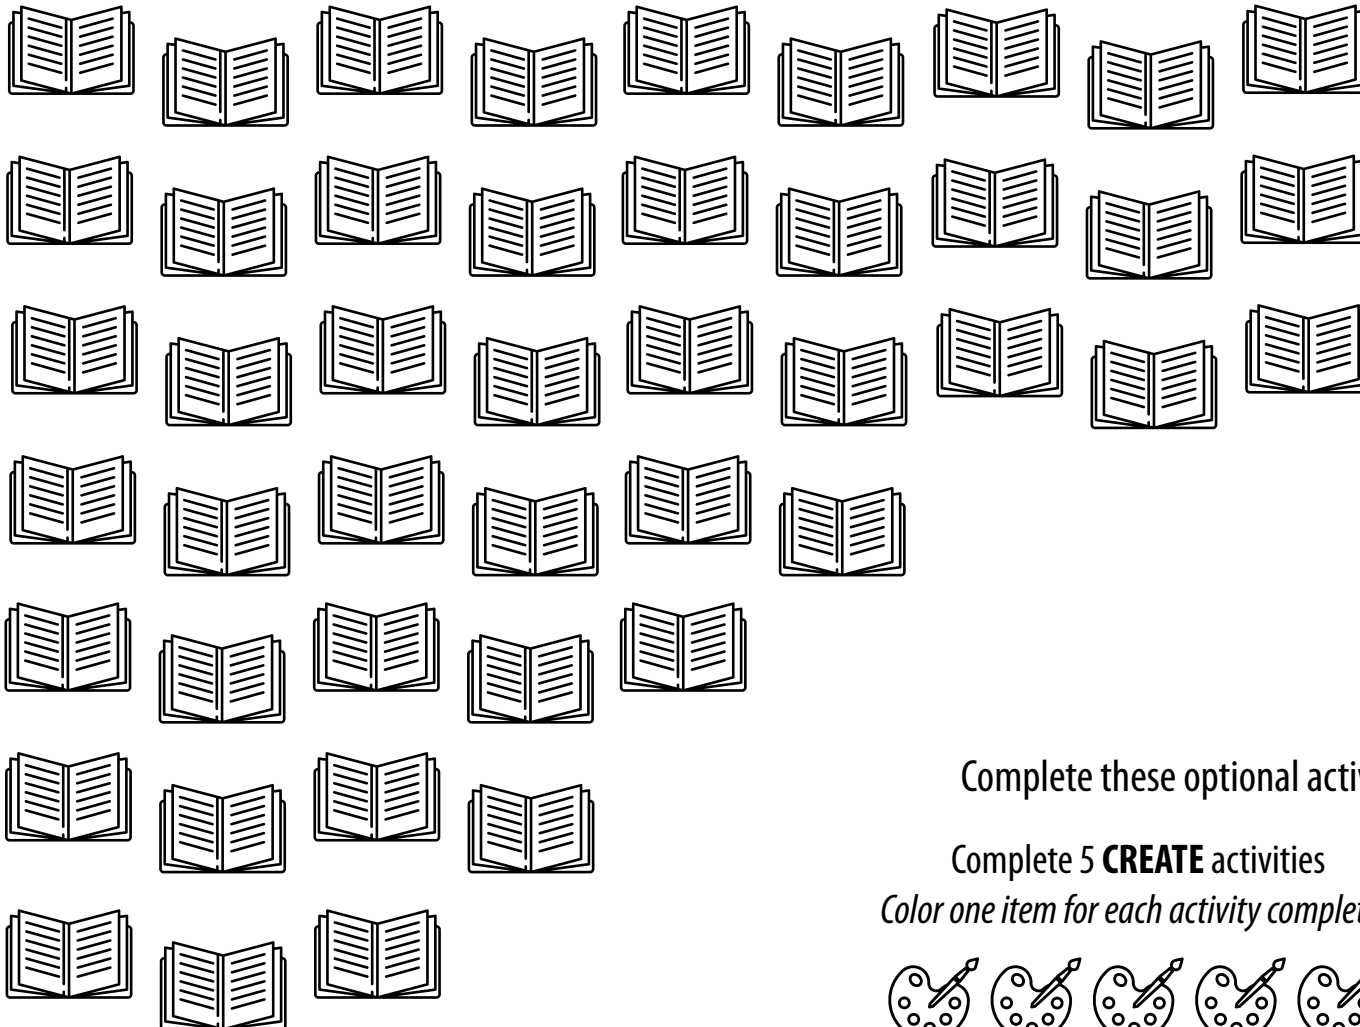 Complete these optional activ
Complete 5 CREATE activities
Color one item for each activity complet